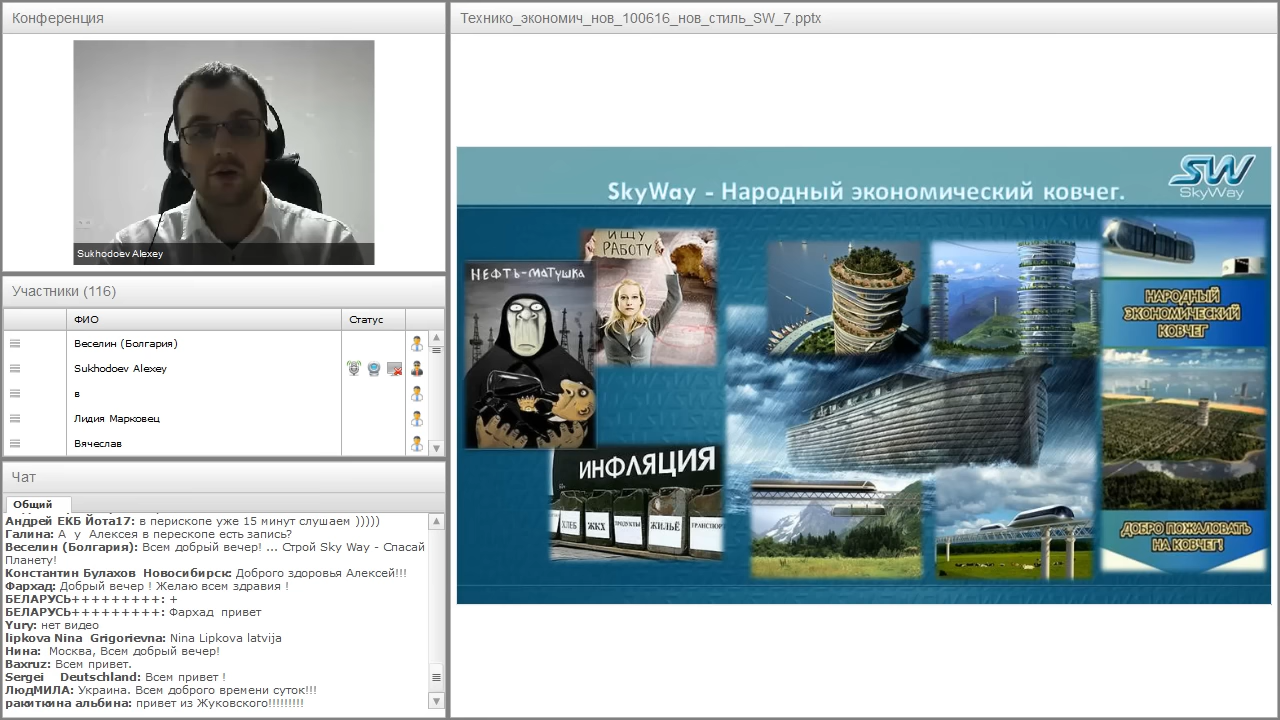 Конференция
Sukhodoev Alexey
Участники (116)
ФИО
Статус
Веселин (Болгария)
Sukhodoev Alexey
в
Лидия Марковец
Вячеслав
Чат
Общий
Андрей ЕКБ Йота17: в перископе уже 15 минут слушаем )))))
Галина: А у Алексея в перескопе есть запись?
Веселин (Болгария): Всем добрый вечер! ... Строй Sky Way - Спасай
Планету!
Константин Булахов Новосибирск: Доброго здоровья Алексей!!!
Фархад: Добрый вечер ! Желаю всем здравия !
БЕЛАРУСЬ+++++++++: +
БЕЛАРУСЬ+++++++++: Фархад привет
Yury: нет видео
lipkova Nina Grigorievna: Nina Lipkova latvija
Нина: Москва, Всем добрый вечер!
Baxruz: Всем привет.
Sergei Deutschland: Всем привет !
ЛюдМИЛА: Украина. Всем доброго времени суток!!!
ракиткина альбина: привет из Жуковского!!!!!!!!!
Технико_экономич_нов_100616_нов_стиль_SW_7.pptx
SkyWay - Народный экономический ковчег.
SW
SkyWay
ИЩУ
РАБОТУ
НЕФТЬ-МАТУШКА
ИНФЛЯЦИЯ
ХЛЕБ
ЖКХ
ПРОДУКТЫ
ЖИЛЬЁ
ТРАНСПОРТ
НАРОДНЫЙ
ЭКОНОМИЧЕСКИЙ
КОВЧЕГ
ДОБРО ПОЖАЛОВАТЬ
НА КОВЧЕГ!